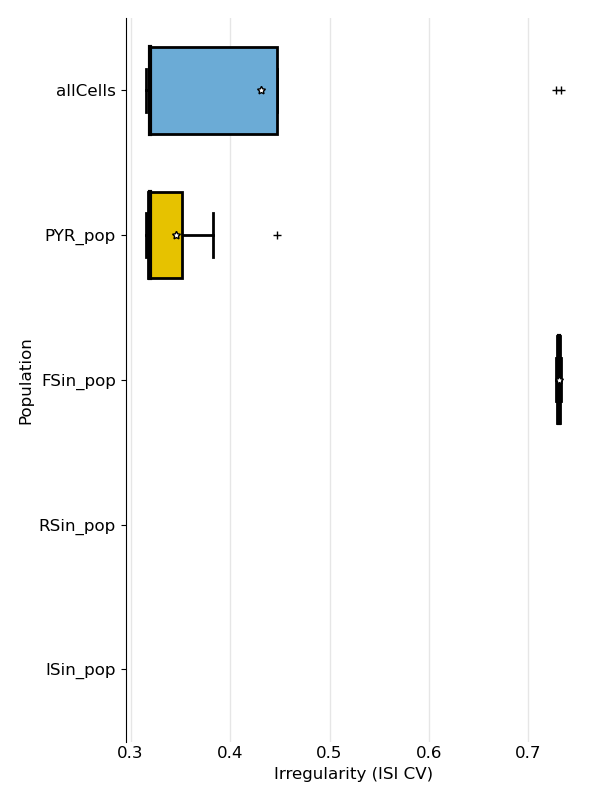 allCells
PYR_pop
FSin_pop
RSin_pop
ISin_pop
Population
0.3 0.4 0.5 0.6 0.7
Irregularity (ISI CV)